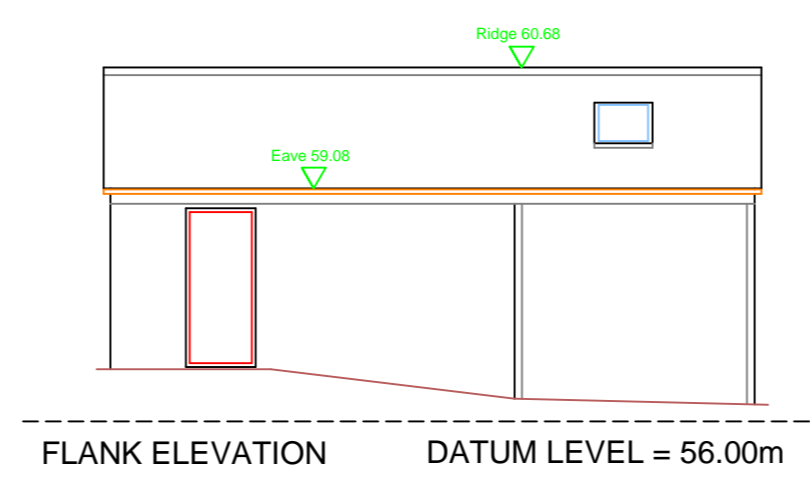 Ridge 60.68
Eave 59.08
FLANK ELEVATION
DATUM LEVEL = 56.00m